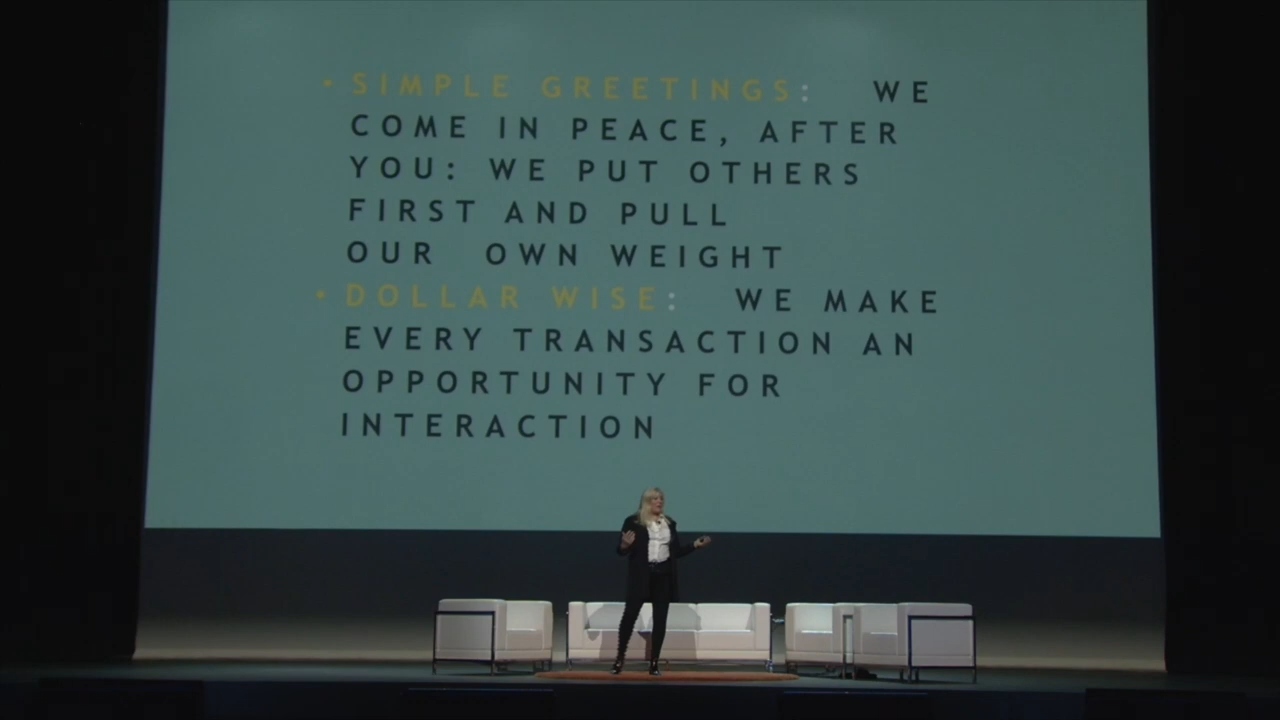 • SIMPLE GREETINGS: WE
COME IN PEACE, AFTER
YOU: WE PUT OTHERS
FIRST AND PULL
OUR OWN WEIGHT
• DOLLAR WISE: WE MAKE
EVERY TRANSACTION AN
OPPORTUNITY FOR
INTERACTION